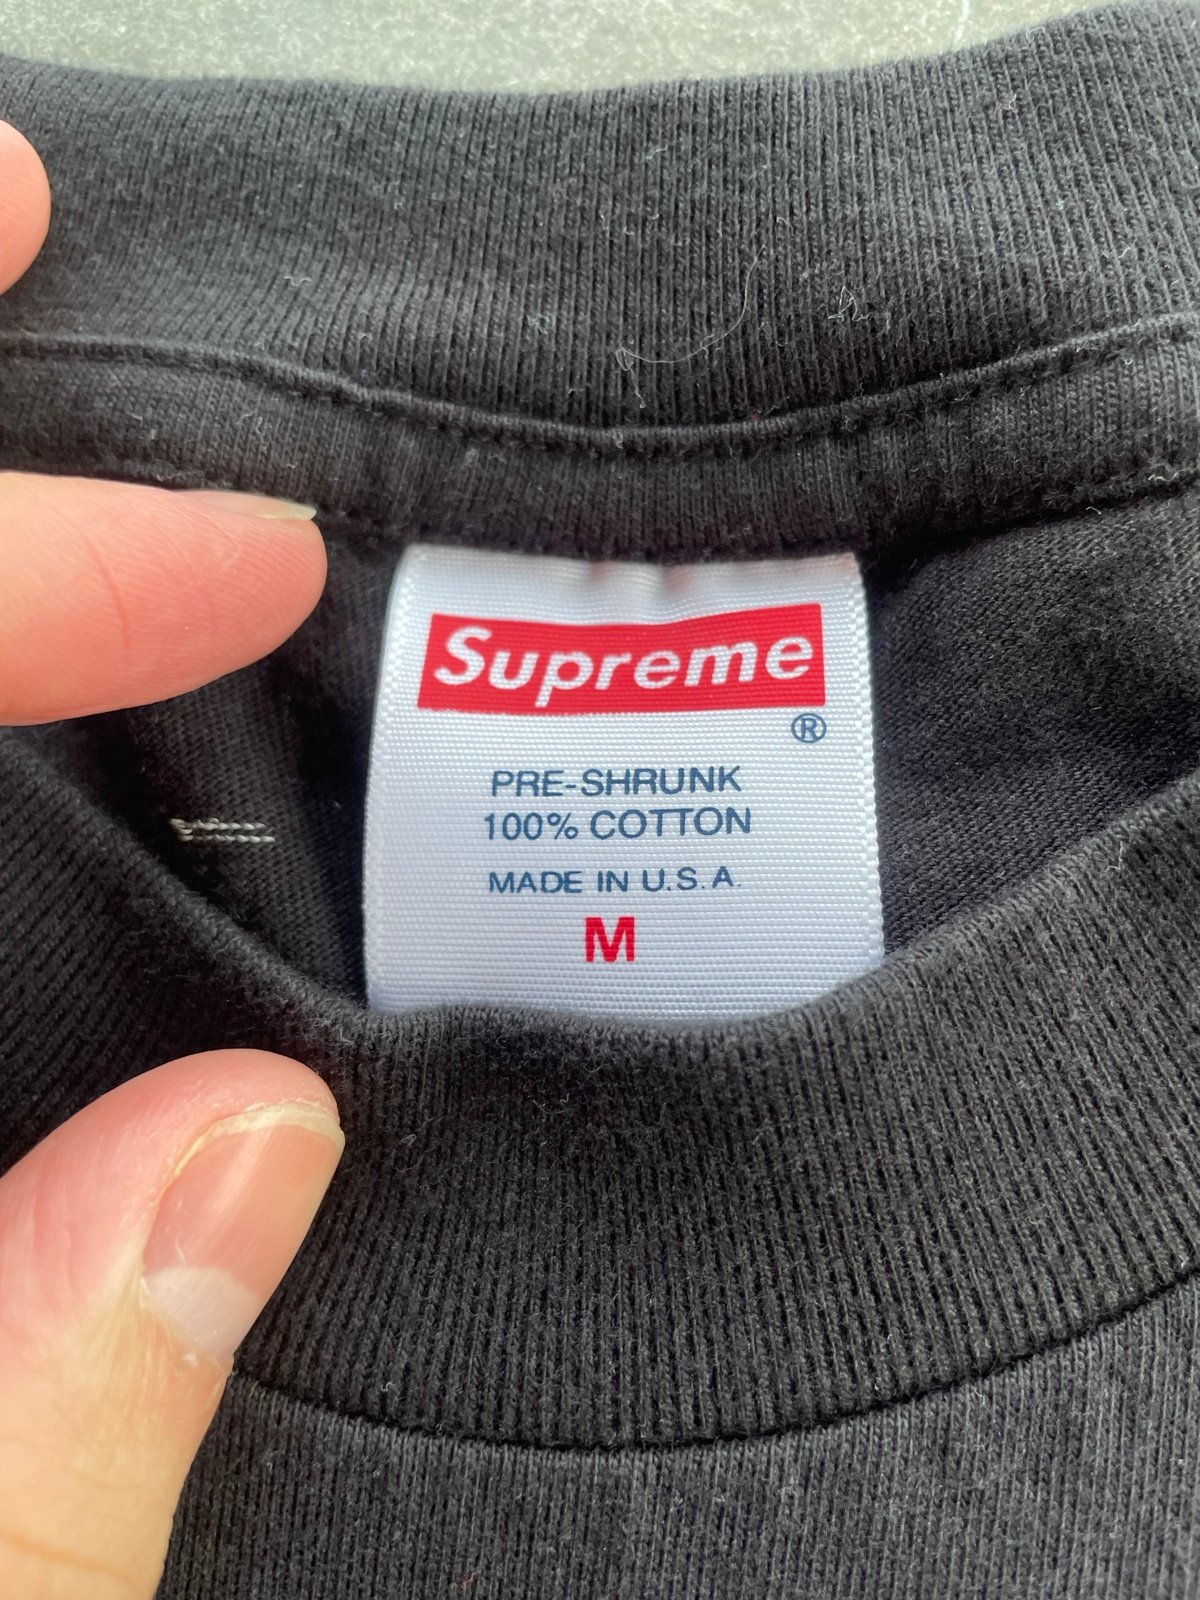 Supreme
®
PRE-SHRUNK
100% COTTON
MADE IN U.S.A.
M